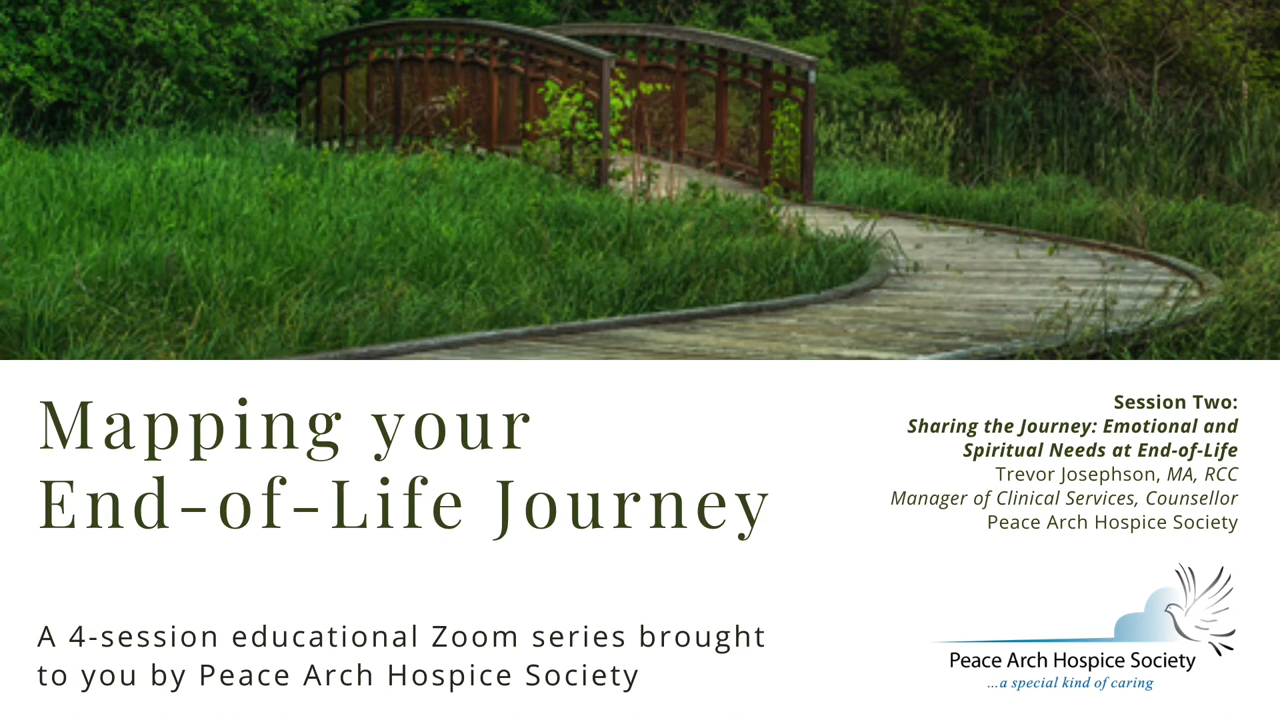 Mapping your
End-of-Life Journey
A 4-session educational Zoom series brought
to you by Peace Arch Hospice Society
Session Two:
Sharing the Journey: Emotional and
Spiritual Needs at End-of-Life
Trevor Josephson, MA, RCC
Manager of Clinical Services, Counsellor
Peace Arch Hospice Society
Peace Arch Hospice Society
...a special kind of caring